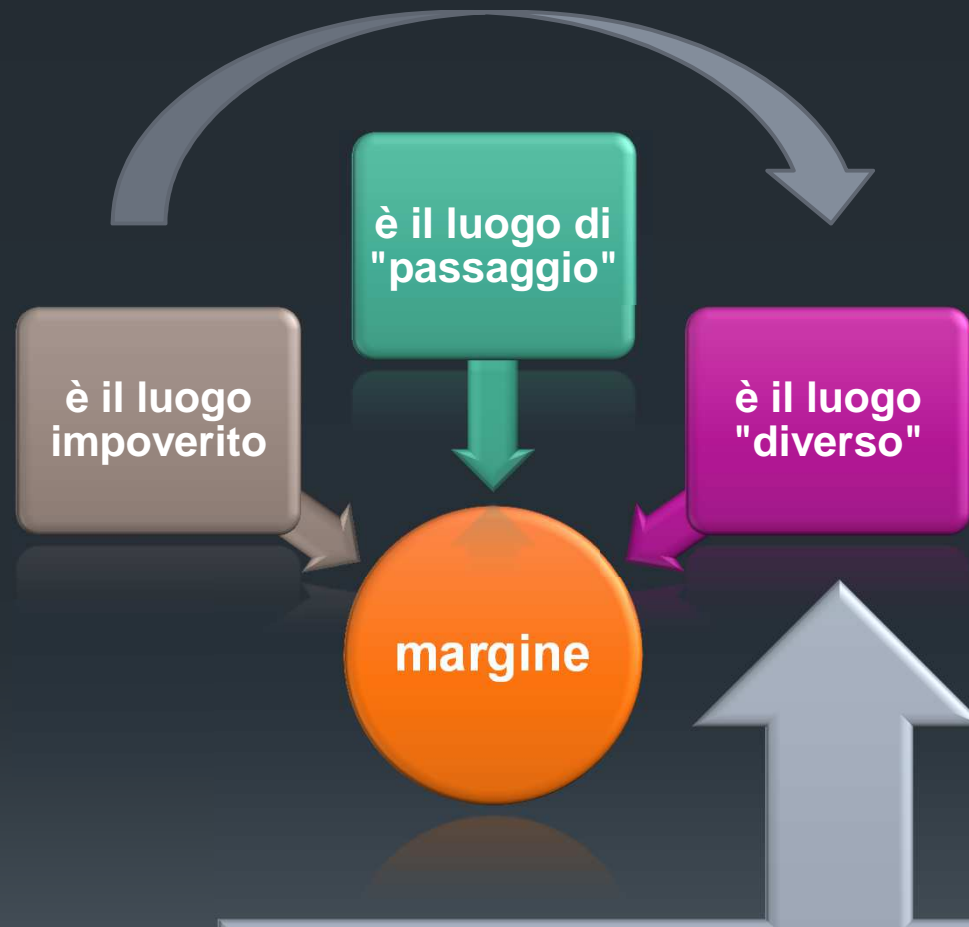 è il luogo di
"passaggio"
è il luogo
impoverito
è il luogo
"diverso"
margine